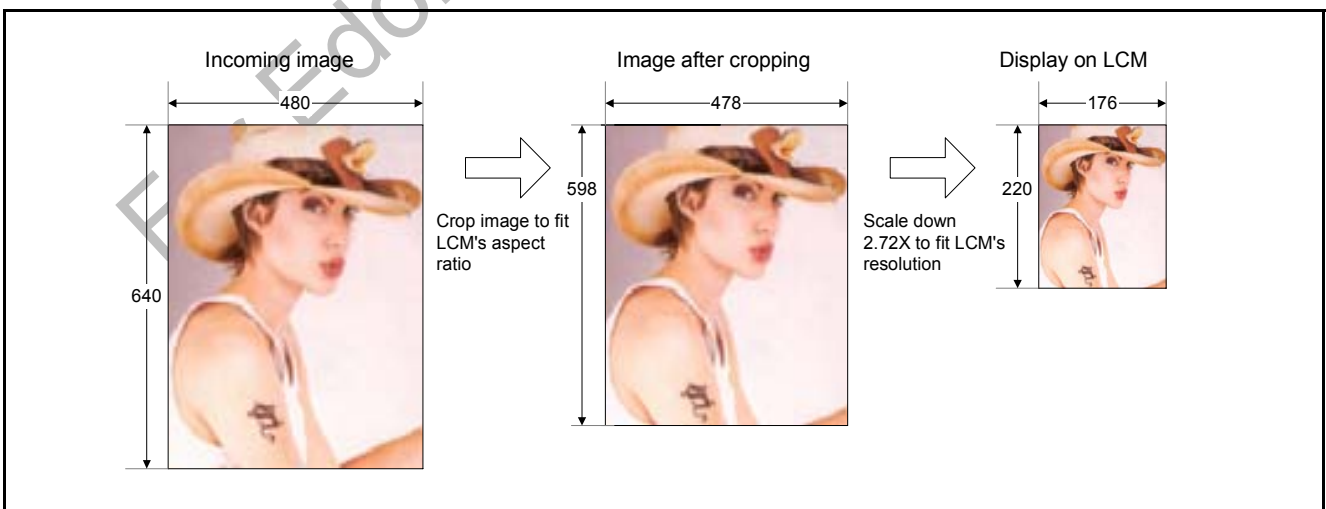 Incoming image
Image after cropping
Display on LCM
480
478
176
640
598
220
Crop image to fit
LCM's aspect
ratio
Scale down
2.72X to fit LCM's
resolution